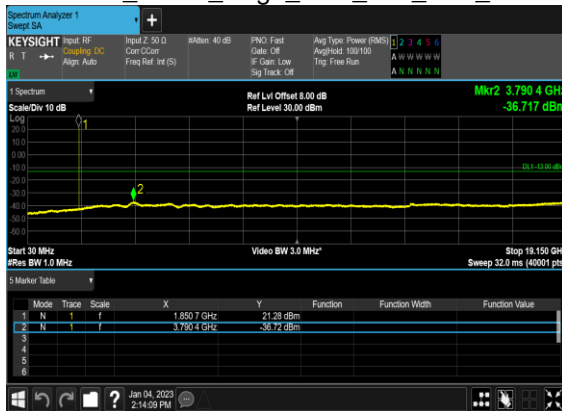 Spectrum Analyzer 1
Swept SA
KEYSIGHT
R T
Input: RF
Coupling: DC
Align: Auto
Input Z: 50 Ω
Corr CCorr
Freq Ref: Int (S)
#Atten: 40 dB
PNO: Fast
Gate: Off
IF Gain: Low
Sig Track: Off
Avg Type: Power (RMS)
Avg|Hold: 100/100
Trig: Free Run
1 2 3 4 5 6
A W W W W W
A N N N N N
1 Spectrum
Scale/Div 10 dB
Ref Lvl Offset 8.00 dB
Ref Level 30.00 dBm
Mkr2 3.790 4 GHz
-36.717 dBm
Log
20.0
10.0
0.00
-10.0
-20.0
-30.0
-40.0
-50.0
-60.0
1
2
DL1 -13.00 dBm
Start 30 MHz
#Res BW 1.0 MHz
Video BW 3.0 MHz*
Stop 19.150 GHz
Sweep 32.0 ms (40001 pts)
5 Marker Table
Mode Trace Scale X Y Function Function Width Function Value
1 N 1 f 1.850 7 GHz 21.28 dBm
2 N 1 f 3.790 4 GHz -36.72 dBm
3
4
5
6
?
Jan 04, 2023
2:14:09 PM